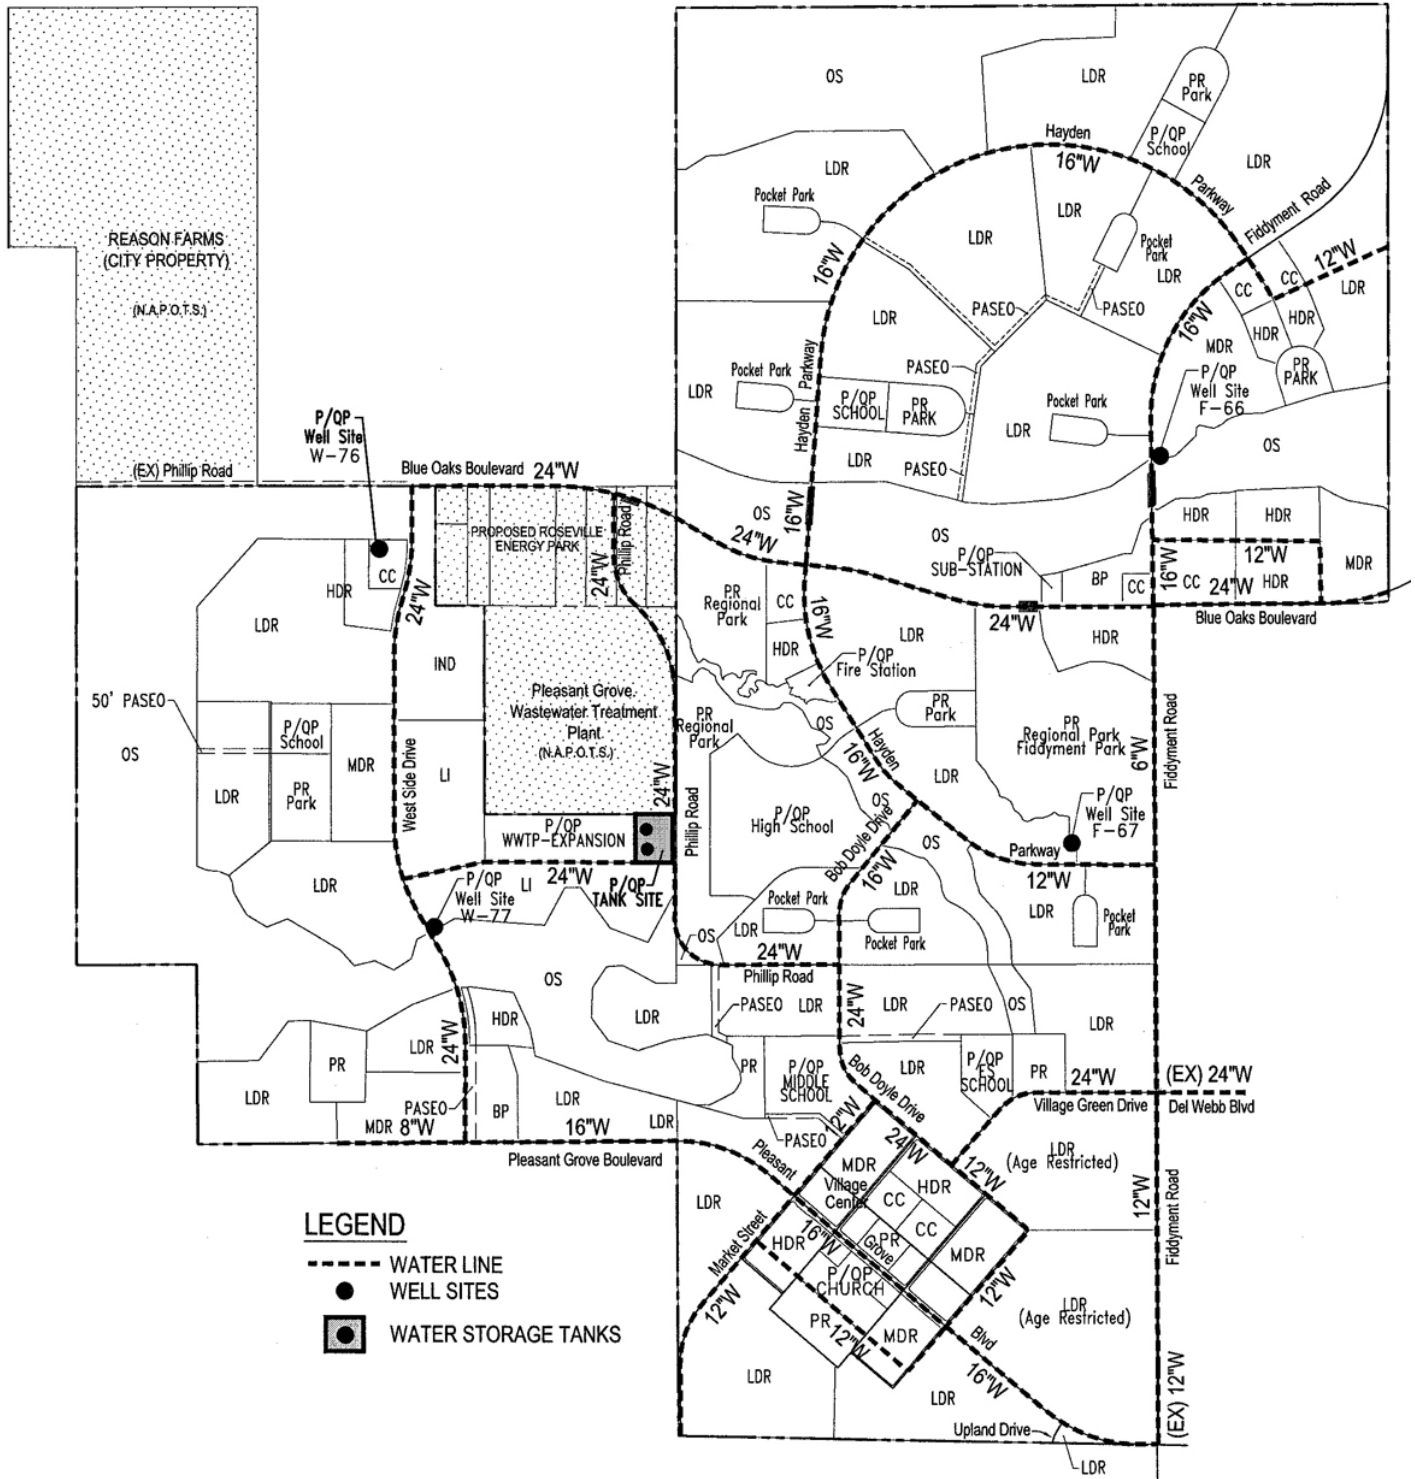 OS
LDR
PR
Park
P/QP
School
Hayden
16"W
LDR
LDR
Parkway
Fiddyment Road
Pocket Park
LDR
Pocket
Park
LDR
LDR
16"W
REASON FARMS
(CITY PROPERTY)
(N.A.P.O.T.S.)
12"W
CC
CC
LDR
PASEO
PASEO
16"W
HDR
HDR
LDR
MDR
PR
PARK
Parkway
PASEO
Pocket Park
LDR
P/QP
SCHOOL
PR
PARK
P/QP
Well Site
F-66
Pocket Park
LDR
Hayden
OS
P/QP
Well Site
W-76
LDR
PASEO
(EX) Phillip Road
Blue Oaks Boulevard
24"W
OS
16"W
24"W
PROPOSED ROSEVILLE
ENERGY PARK
Phillip Road
24"W
HDR
HDR
OS
P/QP
SUB-STATION
12"W
MDR
CC
HDR
24"W
PR
Regional
Park
CC
16"W
BP
CC
16"W
CC
24"W
HDR
24"W
Blue Oaks Boulevard
LDR
LDR
HDR
HDR
P/QP
Fire Station
IND
50' PASEO
Pleasant Grove
Wastewater Treatment
Plant
(N.A.P.O.T.S.)
PR
Regional
Park
OS
PR
Park
PR
Regional Park
Fiddyment Park
OS
P/QP
School
MDR
West Side Drive
LI
Hayden
16"W
6"W
Fiddyment Road
LDR
PR
Park
24"W
LDR
OS
P/QP
High School
P/QP
Well Site
F-67
Phillip Road
P/QP
WWTP-EXPANSION
Bob Doyle Drive
16"W
OS
Parkway
12"W
LDR
P/QP
Well Site
W-77
24"W
LI
P/QP
TANK SITE
LDR
Pocket Park
LDR
Pocket
Park
LDR
OS
Pocket Park
24"W
Phillip Road
OS
LDR
HDR
24"W
PASEO
LDR
24"W
LDR
PASEO
OS
LDR
LDR
PR
LDR
PASEO
BP
LDR
LDR
PR
P/QP
MIDDLE
SCHOOL
Bob Doyle Drive
LDR
P/QP
ES
SCHOOL
PR
24"W
(EX) 24"W
Village Green Drive
Del Webb Blvd
MDR
8"W
16"W
Pleasant Grove Boulevard
12"W
PASEO
24"W
Pleasant
MDR
Village
Center
12"W
LDR
(Age Restricted)
12"W
Fiddyment Road
LDR
HDR
CC
CC
16"W
PR
Grove
MDR
Market Street
HDR
P/QP
CHURCH
12"W
12"W
PR
12"W
MDR
Blvd
LDR
(Age Restricted)
LDR
16"W
LDR
(EX) 12"W
Upland Drive
LDR
LEGEND
WATER LINE
WELL SITES
WATER STORAGE TANKS